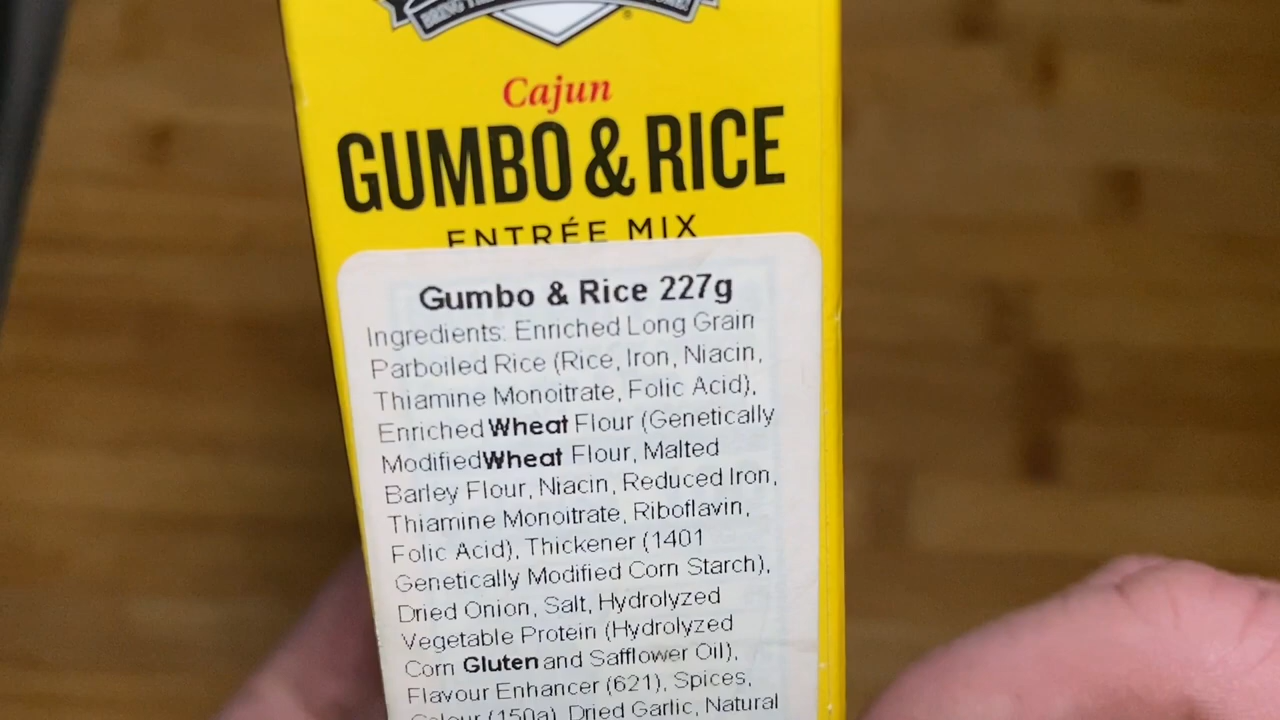 Cajun
GUMBO & RICE
ENTRÉE MIX
Gumbo & Rice 227g
Ingredients: Enriched Long Grain
Parboiled Rice (Rice, Iron, Niacin,
Thiamine Monoitrate, Folic Acid),
Enriched Wheat Flour (Genetically
Modified Wheat Flour, Malted
Barley Flour, Niacin, Reduced Iron,
Thiamine Monoitrate, Riboflavin,
Folic Acid), Thickener (1401
Genetically Modified Corn Starch),
Dried Onion, Salt, Hydrolyzed
Vegetable Protein (Hydrolyzed
Corn Gluten and Safflower Oil),
Flavour Enhancer (621), Spices,
Colour (150a), Dried Garlic, Natural